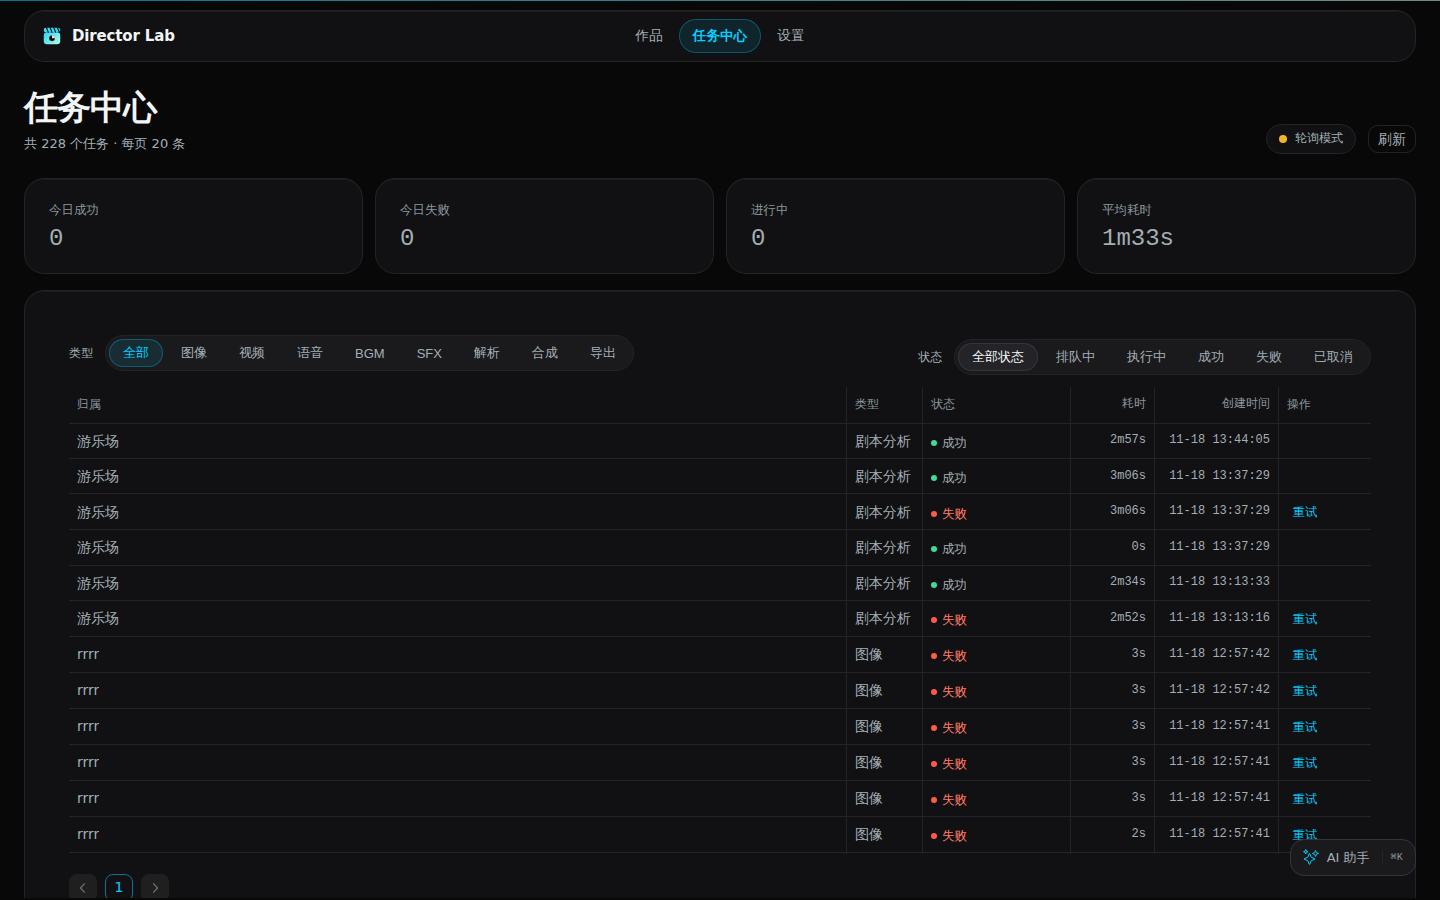 Director Lab 作品 任务中心 设置
任务中心
共 228 个任务 · 每页 20 条
轮询模式 刷新
今日成功 今日失败 进行中 平均耗时
0 0 0 1m33s
类型 全部 图像 视频 语音 BGM SFX 解析 合成 导出 状态 全部状态 排队中 执行中 成功 失败 已取消
归属 类型 状态 耗时 创建时间 操作
游乐场 剧本分析 成功 2m57s 11-18 13:44:05
游乐场 剧本分析 成功 3m06s 11-18 13:37:29
游乐场 剧本分析 失败 3m06s 11-18 13:37:29 重试
游乐场 剧本分析 成功 0s 11-18 13:37:29
游乐场 剧本分析 成功 2m34s 11-18 13:13:33
游乐场 剧本分析 失败 2m52s 11-18 13:13:16 重试
rrrr 图像 失败 3s 11-18 12:57:42 重试
rrrr 图像 失败 3s 11-18 12:57:42 重试
rrrr 图像 失败 3s 11-18 12:57:41 重试
rrrr 图像 失败 3s 11-18 12:57:41 重试
rrrr 图像 失败 3s 11-18 12:57:41 重试
rrrr 图像 失败 2s 11-18 12:57:41 重试
AI 助手 ⌘K
1